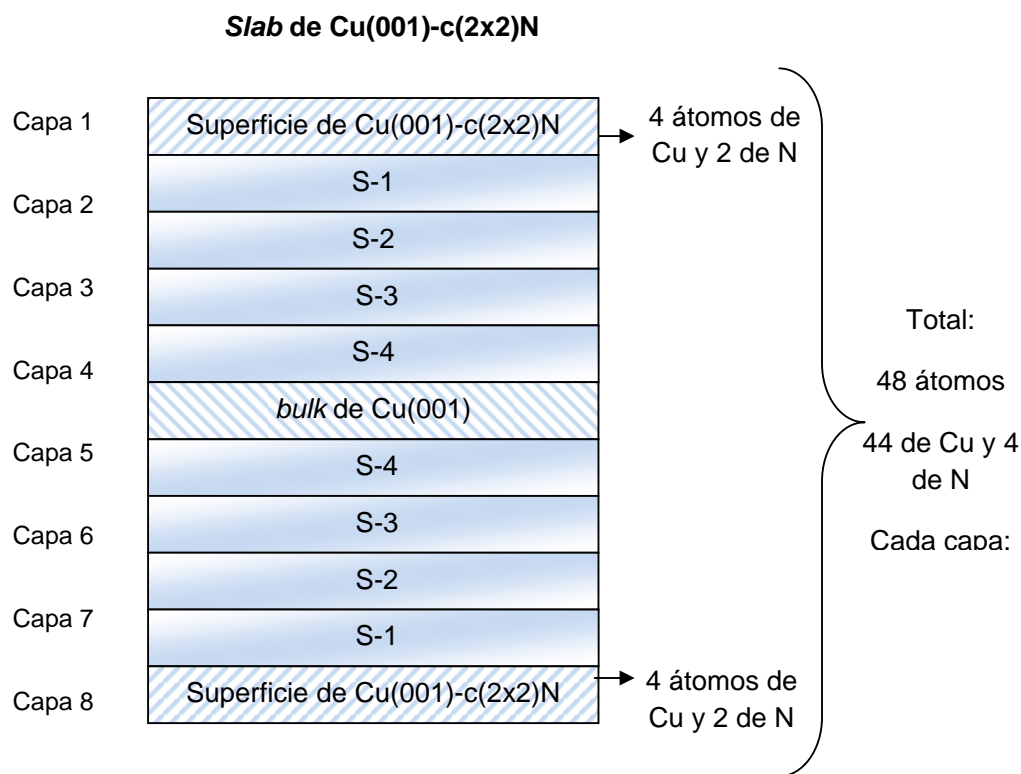 Slab de Cu(001)-c(2x2)N
Capa 1
Capa 2
Capa 3
Capa 4
Capa 5
Capa 6
Capa 7
Capa 8
Superficie de Cu(001)-c(2x2)N
S-1
S-2
S-3
S-4
bulk de Cu(001)
S-4
S-3
S-2
S-1
Superficie de Cu(001)-c(2x2)N
4 átomos de
Cu y 2 de N
4 átomos de
Cu y 2 de N
Total:
48 átomos
44 de Cu y 4
de N
Cada capa: